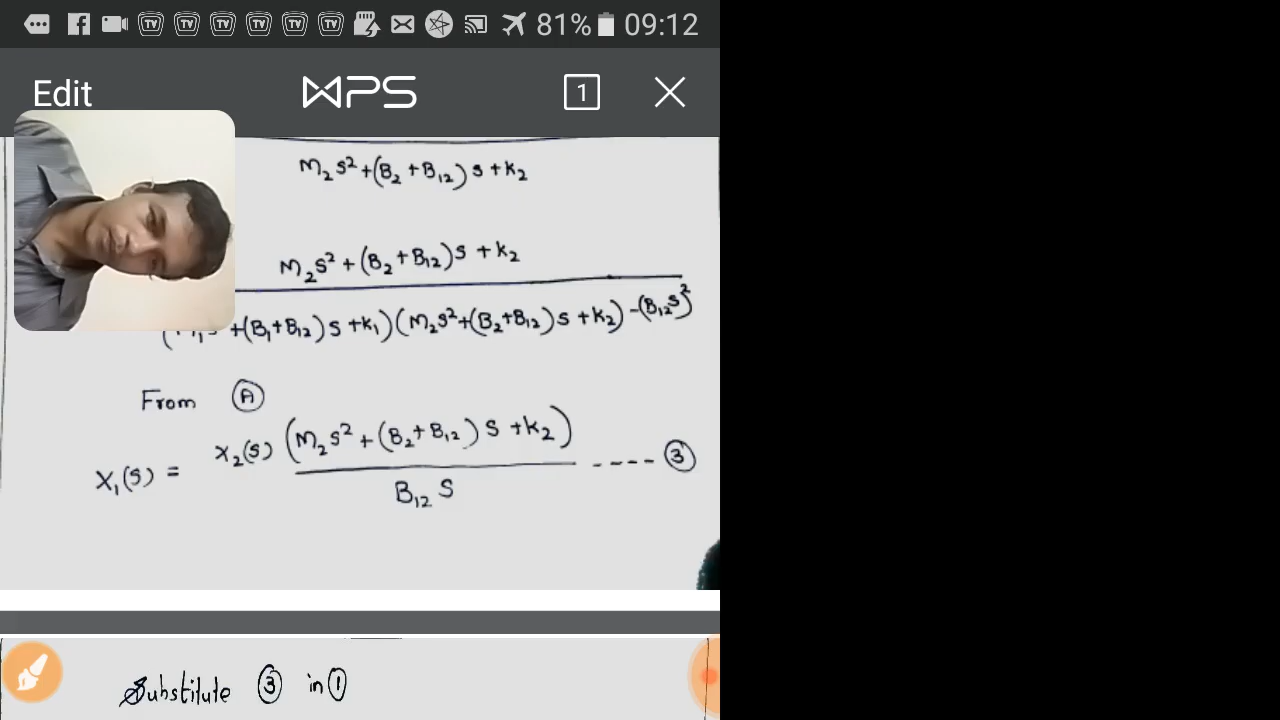 81% 09:12
Edit WPS 1
M₂s²+(B₂+B₁₂)s+k₂
M₂s²+(B₂+B₁₂)s+k₂
+(B₁+B₁₂)s+k₁)(M₂s²+(B₂+B₁₂)s+k₂)-(B₁₂s)²
From Ⓐ
X₁(s) = X₂(s) (M₂s²+(B₂+B₁₂)s+k₂) ---- ③
B₁₂ s
Substitute ③ in ①